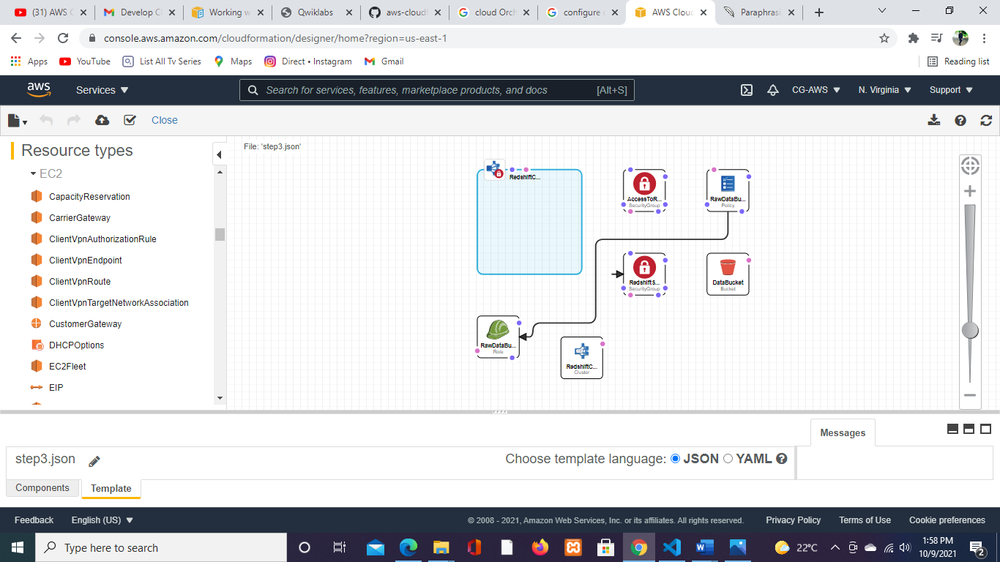 (31) AWS C
Develop Cl
Working w
Qwiklabs
aws-cloudf
cloud Orch
configure c
AWS Cloud
Paraphrasi
console.aws.amazon.com/cloudformation/designer/home?region=us-east-1
Apps
YouTube
List All Tv Series
Maps
Direct • Instagram
Gmail
Reading list
aws
Services
Search for services, features, marketplace products, and docs
[Alt+S]
CG-AWS
N. Virginia
Support
Close
Resource types
EC2
CapacityReservation
CarrierGateway
ClientVpnAuthorizationRule
ClientVpnEndpoint
ClientVpnRoute
ClientVpnTargetNetworkAssociation
CustomerGateway
DHCPOptions
EC2Fleet
EIP
File: 'step3.json'
RedshiftC...
AccessToR...
SecurityGroup
RawDataBu...
Policy
RedshiftS...
SecurityGroup
DataBucket
Bucket
RawDataBu...
Role
RedshiftC...
Cluster
Messages
step3.json
Choose template language: JSON YAML
Components
Template
Feedback
English (US)
© 2008 - 2021, Amazon Web Services, Inc. or its affiliates. All rights reserved.
Privacy Policy
Terms of Use
Cookie preferences
Type here to search
22°C
1:58 PM
10/9/2021
2